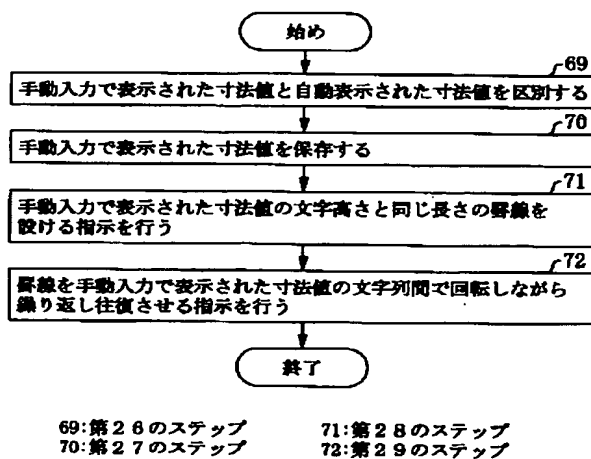 始め
69
手動入力で表示された寸法値と自動表示された寸法値を区別する
70
手動入力で表示された寸法値を保存する
71
手動入力で表示された寸法値の文字高さと同じ長さの罫線を
設ける指示を行う
72
罫線を手動入力で表示された寸法値の文字列間で回転しながら
繰り返し往復させる指示を行う
終了
69:第26のステップ 71:第28のステップ
70:第27のステップ 72:第29のステップ